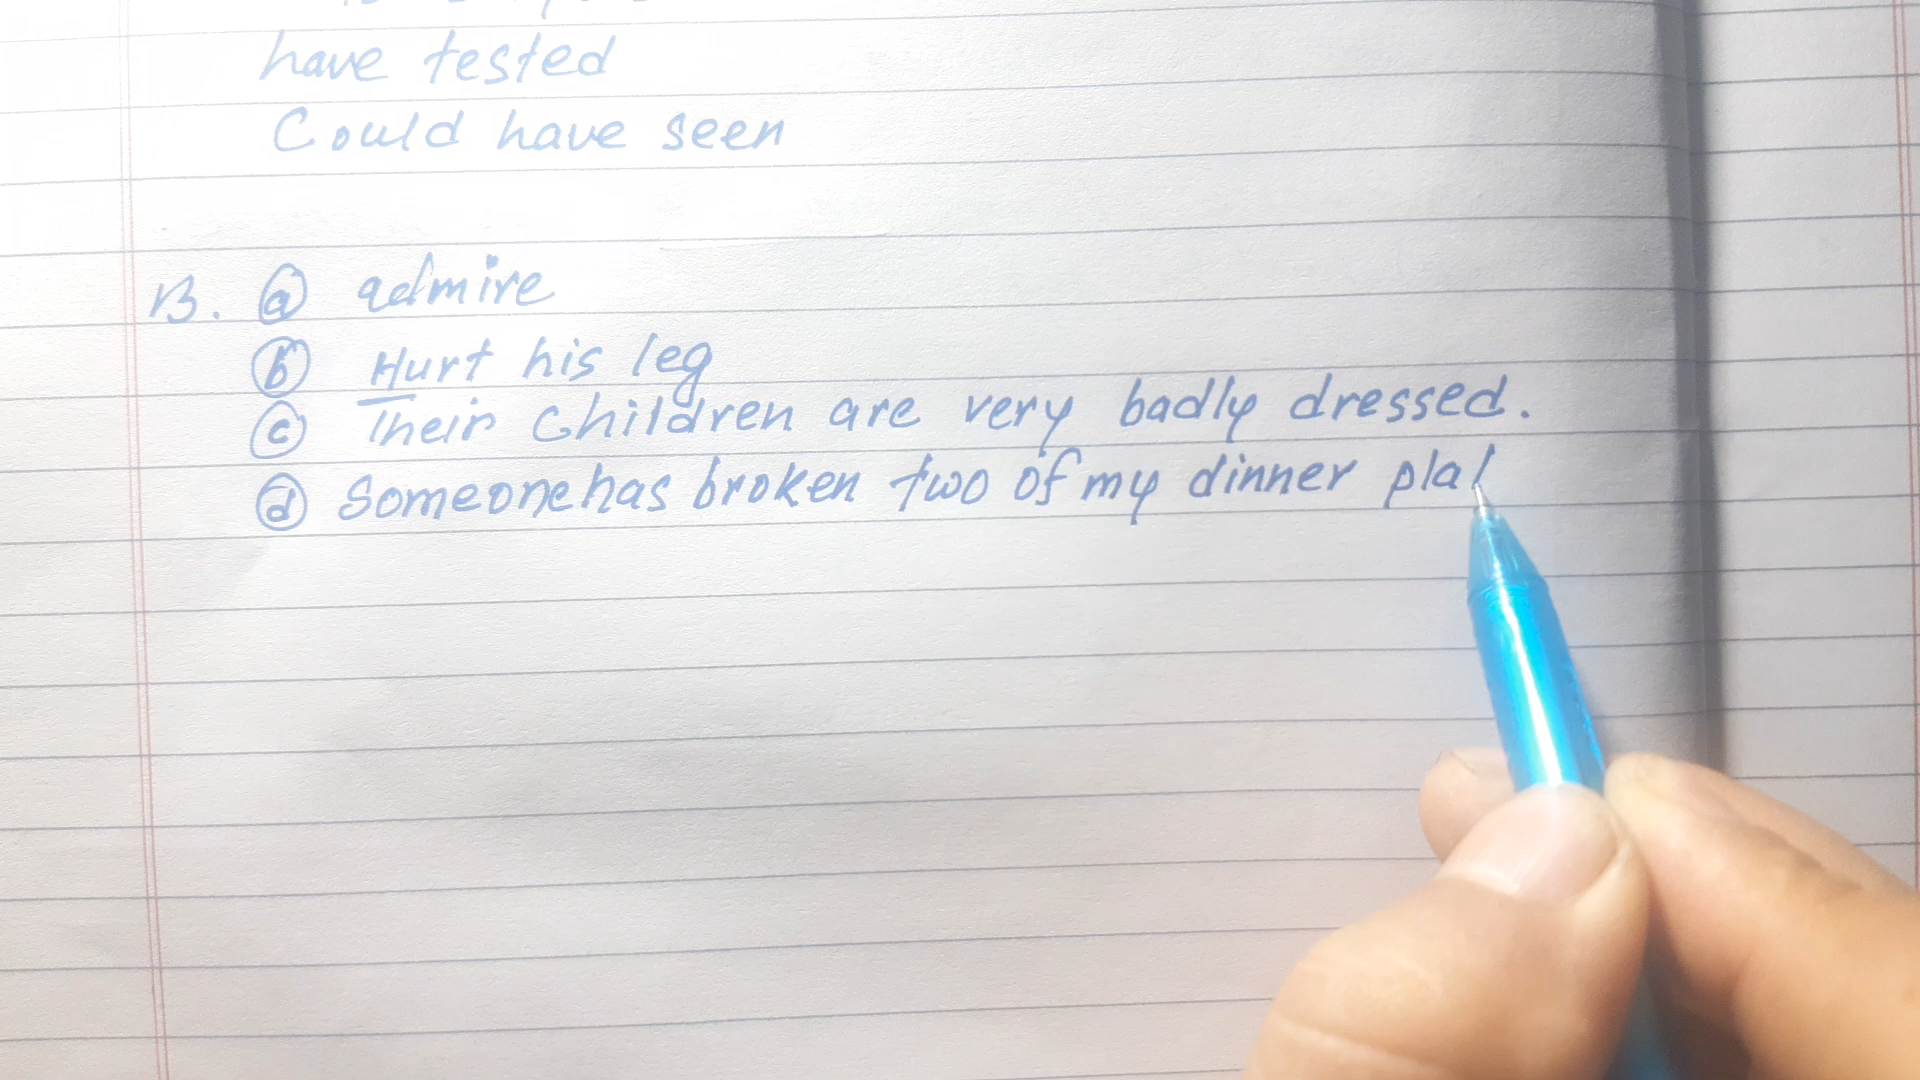 have tested
Could have seen
B. ⓐ admire
ⓑ Hurt his leg
ⓒ Their Children are very badly dressed.
ⓓ Someone has broken two of my dinner pla